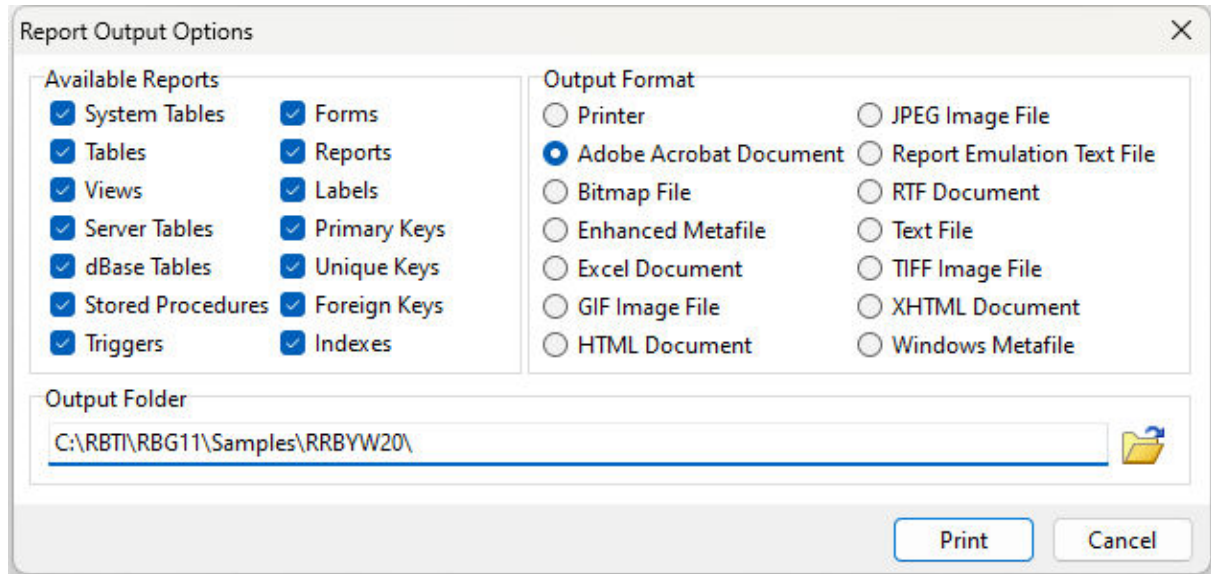 Report Output Options
Available Reports
System Tables
Tables
Views
Server Tables
dBase Tables
Stored Procedures
Triggers
Forms
Reports
Labels
Primary Keys
Unique Keys
Foreign Keys
Indexes
Output Format
Printer
Adobe Acrobat Document
Bitmap File
Enhanced Metafile
Excel Document
GIF Image File
HTML Document
JPEG Image File
Report Emulation Text File
RTF Document
Text File
TIFF Image File
XHTML Document
Windows Metafile
Output Folder
C:\RBTI\RBG11\Samples\RRBYW20\
Print
Cancel